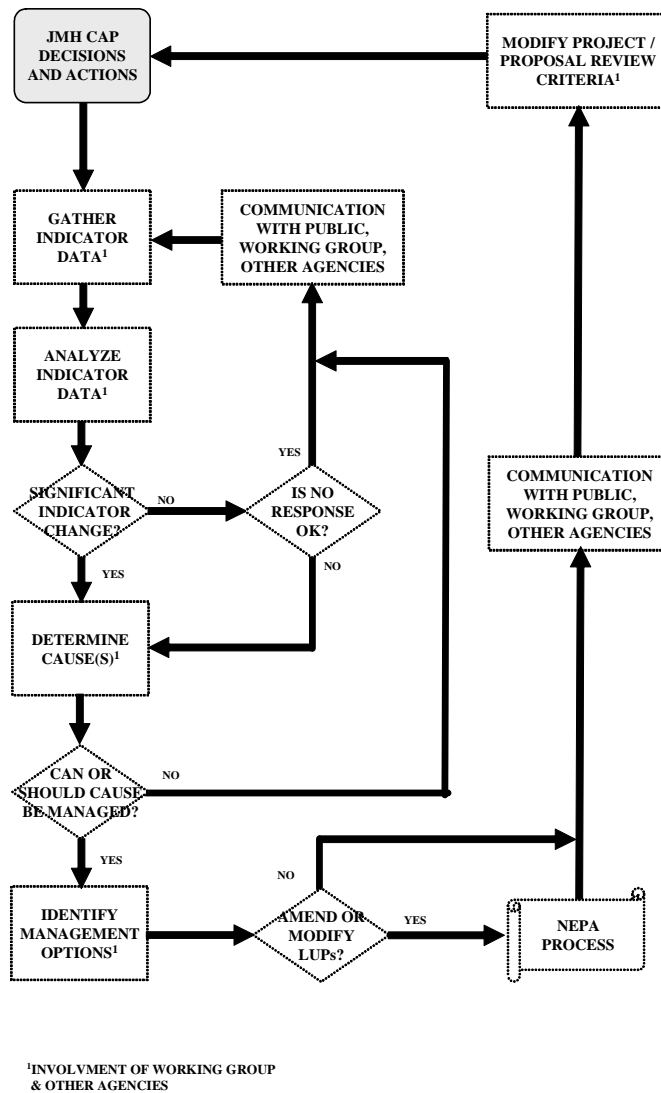 JMH CAP
DECISIONS
AND ACTIONS
MODIFY PROJECT /
PROPOSAL REVIEW
CRITERIA¹
GATHER
INDICATOR
DATA¹
COMMUNICATION
WITH PUBLIC,
WORKING GROUP,
OTHER AGENCIES
ANALYZE
INDICATOR
DATA¹
YES
SIGNIFICANT
INDICATOR
CHANGE?
NO
IS NO
RESPONSE
OK?
COMMUNICATION
WITH PUBLIC,
WORKING GROUP,
OTHER AGENCIES
YES
NO
DETERMINE
CAUSE(S)¹
CAN OR
SHOULD CAUSE
BE MANAGED?
NO
YES
NO
IDENTIFY
MANAGEMENT
OPTIONS¹
AMEND OR
MODIFY
LUPs?
YES
NEPA
PROCESS
¹INVOLVMENT OF WORKING GROUP
& OTHER AGENCIES